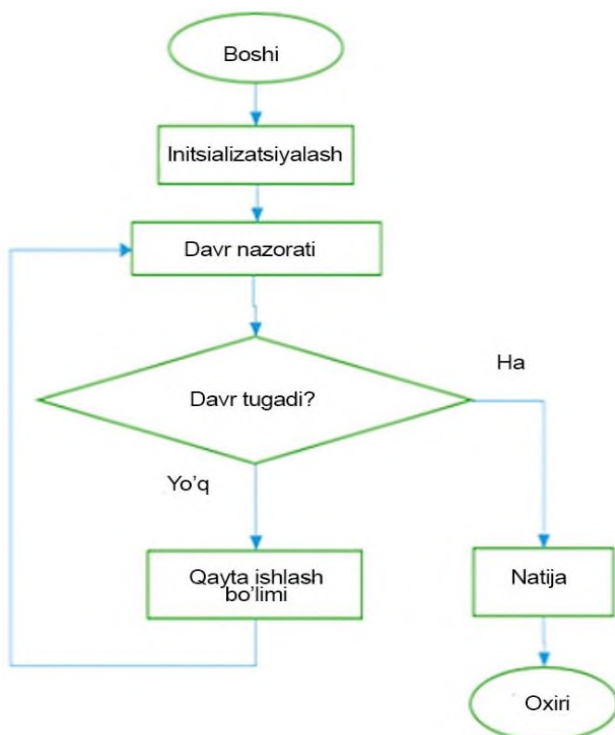 Boshi
Initsializatsiyalash
Davr nazorati
Davr tugadi?
Ha
Yo'q
Qayta ishlash
bo'limi
Natija
Oxiri